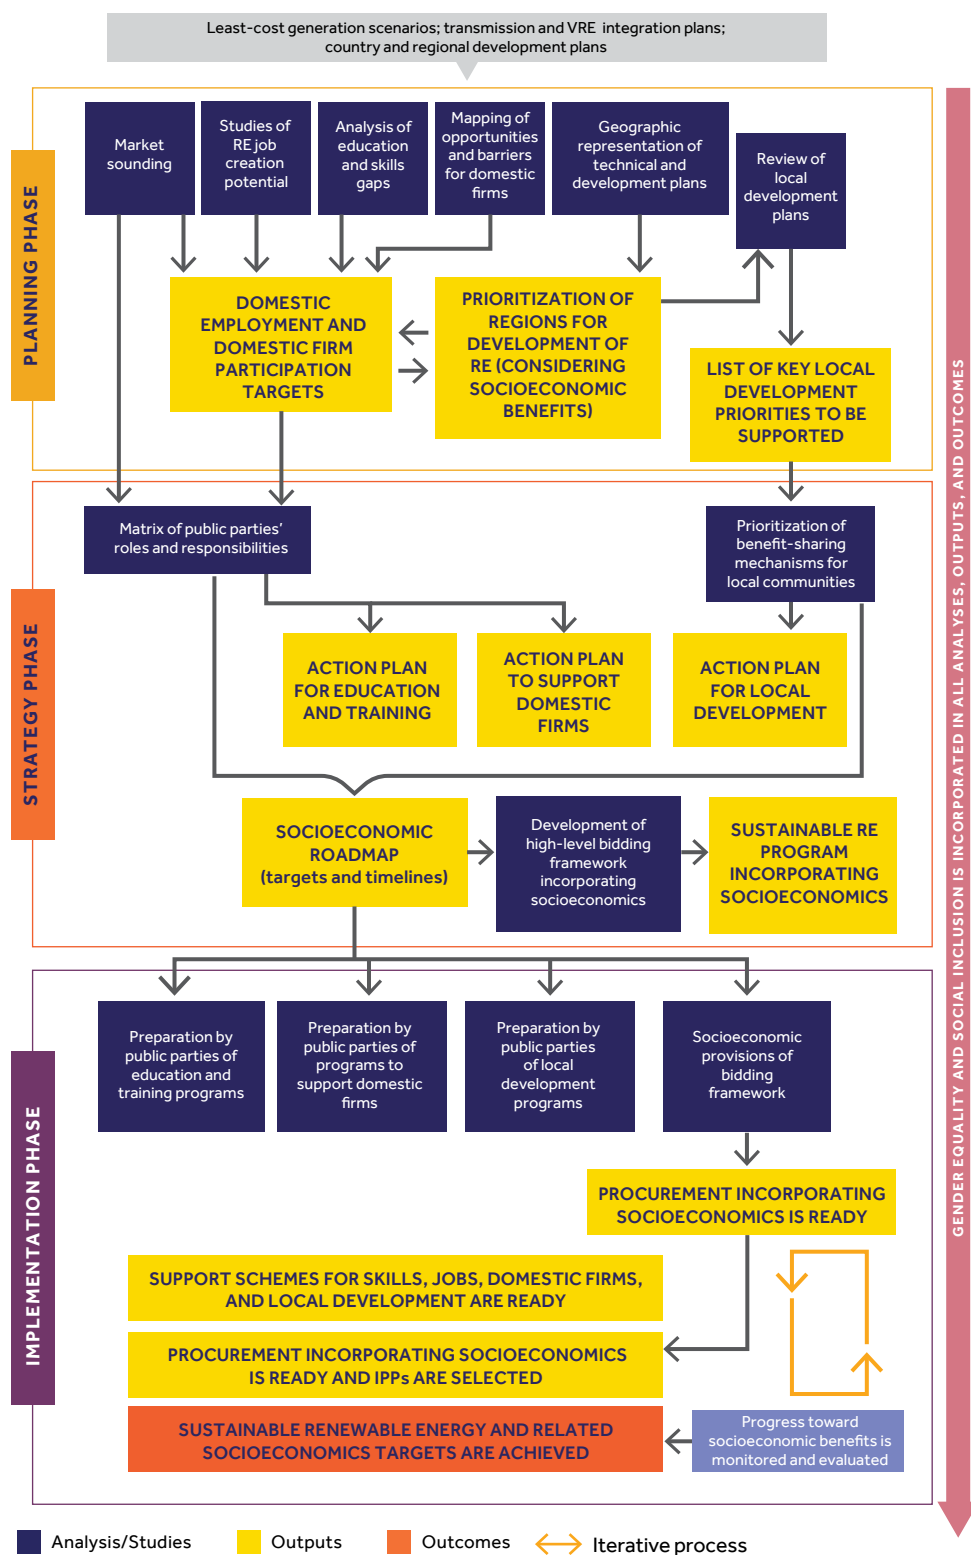 Least-cost generation scenarios; transmission and VRE integration plans;
country and regional development plans
PLANNING PHASE
Market
sounding
Studies of
RE job
creation
potential
Analysis of
education
and skills
gaps
Mapping of
opportunities
and barriers
for domestic
firms
Geographic
representation of
technical and
development plans
Review of
local
development
plans
DOMESTIC
EMPLOYMENT AND
DOMESTIC FIRM
PARTICIPATION
TARGETS
PRIORITIZATION OF
REGIONS FOR
DEVELOPMENT OF
RE (CONSIDERING
SOCIOECONOMIC
BENEFITS)
LIST OF KEY LOCAL
DEVELOPMENT
PRIORITIES TO BE
SUPPORTED
STRATEGY PHASE
Matrix of public parties'
roles and responsibilities
Prioritization of
benefit-sharing
mechanisms for
local communities
ACTION PLAN
FOR EDUCATION
AND TRAINING
ACTION PLAN
TO SUPPORT
DOMESTIC
FIRMS
ACTION PLAN
FOR LOCAL
DEVELOPMENT
SOCIOECONOMIC
ROADMAP
(targets and timelines)
Development of
high-level bidding
framework
incorporating
socioeconomics
SUSTAINABLE RE
PROGRAM
INCORPORATING
SOCIOECONOMICS
IMPLEMENTATION PHASE
Preparation by
public parties of
education and
training programs
Preparation by
public parties of
programs to
support domestic
firms
Preparation by
public parties
of local
development
programs
Socioeconomic
provisions of
bidding
framework
PROCUREMENT INCORPORATING
SOCIOECONOMICS IS READY
SUPPORT SCHEMES FOR SKILLS, JOBS, DOMESTIC FIRMS,
AND LOCAL DEVELOPMENT ARE READY
PROCUREMENT INCORPORATING SOCIOECONOMICS
IS READY AND IPPs ARE SELECTED
SUSTAINABLE RENEWABLE ENERGY AND RELATED
SOCIOECONOMICS TARGETS ARE ACHIEVED
Progress toward
socioeconomic benefits is
monitored and evaluated
GENDER EQUALITY AND SOCIAL INCLUSION IS INCORPORATED IN ALL ANALYSES, OUTPUTS, AND OUTCOMES
Analysis/Studies
Outputs
Outcomes
Iterative process